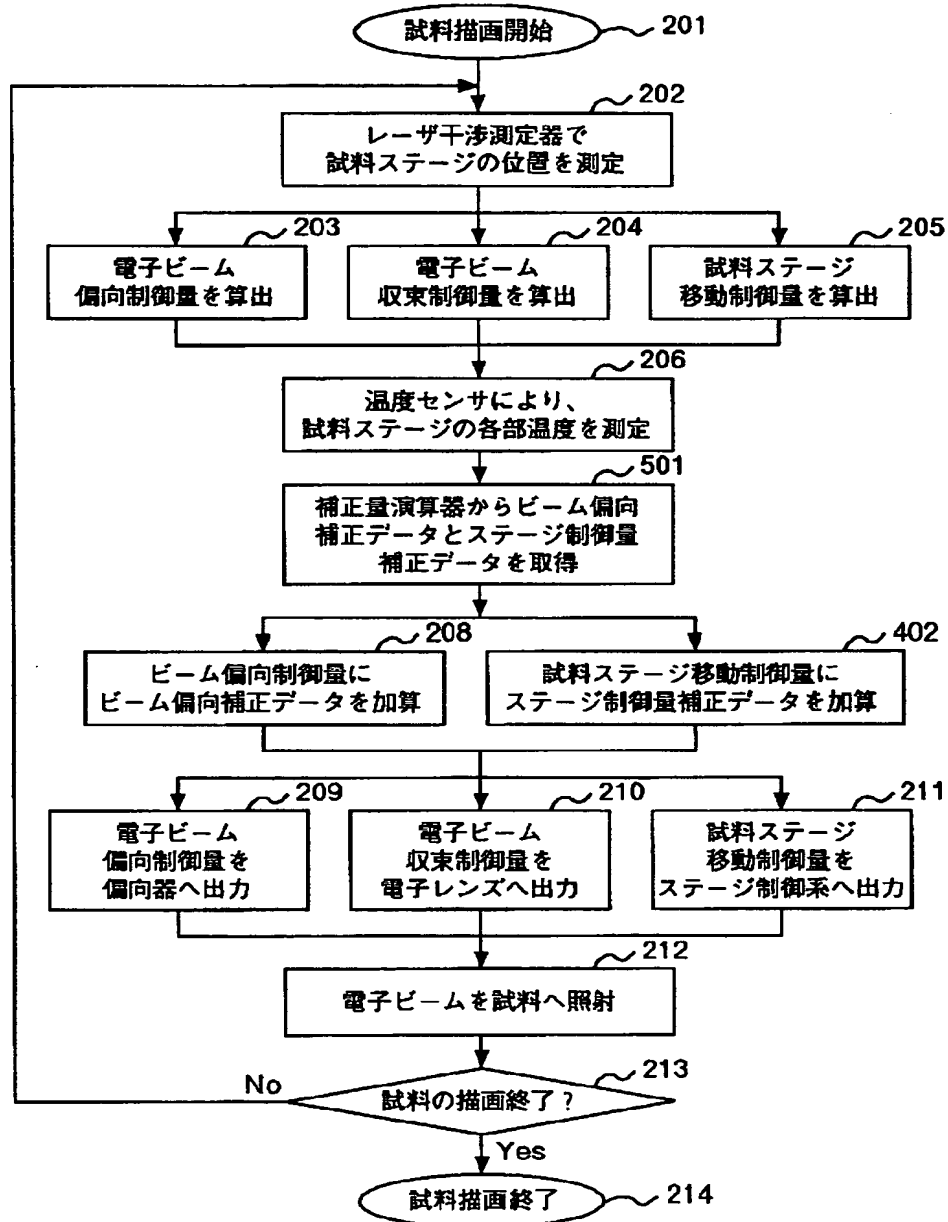 試料描画開始
201
202
レーザ干渉測定器で
試料ステージの位置を測定
203
電子ビーム
偏向制御量を算出
204
電子ビーム
収束制御量を算出
205
試料ステージ
移動制御量を算出
206
温度センサにより、
試料ステージの各部温度を測定
501
補正量演算器からビーム偏向
補正データとステージ制御量
補正データを取得
208
ビーム偏向制御量に
ビーム偏向補正データを加算
402
試料ステージ移動制御量に
ステージ制御量補正データを加算
209
電子ビーム
偏向制御量を
偏向器へ出力
210
電子ビーム
収束制御量を
電子レンズへ出力
211
試料ステージ
移動制御量を
ステージ制御系へ出力
212
電子ビームを試料へ照射
213
試料の描画終了?
No
Yes
試料描画終了
214